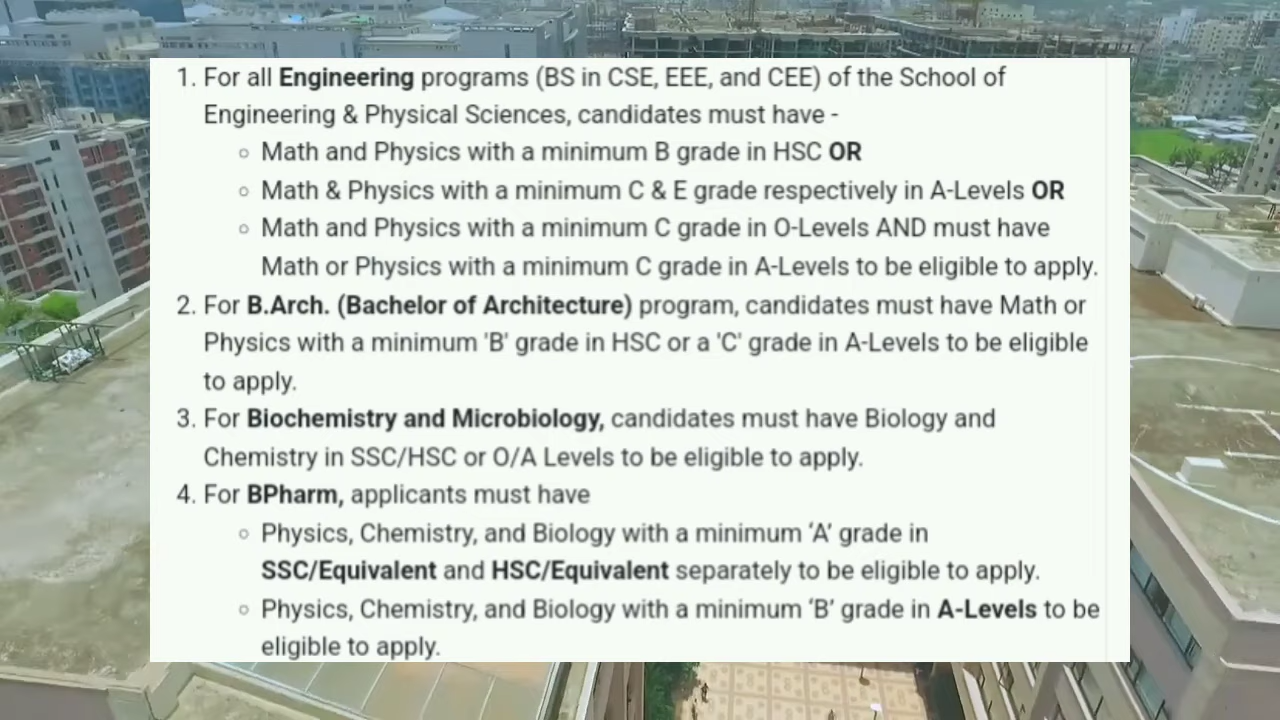 1. For all Engineering programs (BS in CSE, EEE, and CEE) of the School of
Engineering & Physical Sciences, candidates must have -
○ Math and Physics with a minimum B grade in HSC OR
○ Math & Physics with a minimum C & E grade respectively in A-Levels OR
○ Math and Physics with a minimum C grade in O-Levels AND must have
Math or Physics with a minimum C grade in A-Levels to be eligible to apply.
2. For B.Arch. (Bachelor of Architecture) program, candidates must have Math or
Physics with a minimum 'B' grade in HSC or a 'C' grade in A-Levels to be eligible
to apply.
3. For Biochemistry and Microbiology, candidates must have Biology and
Chemistry in SSC/HSC or O/A Levels to be eligible to apply.
4. For BPharm, applicants must have
○ Physics, Chemistry, and Biology with a minimum ‘A’ grade in
SSC/Equivalent and HSC/Equivalent separately to be eligible to apply.
○ Physics, Chemistry, and Biology with a minimum ‘B’ grade in A-Levels to be
eligible to apply.